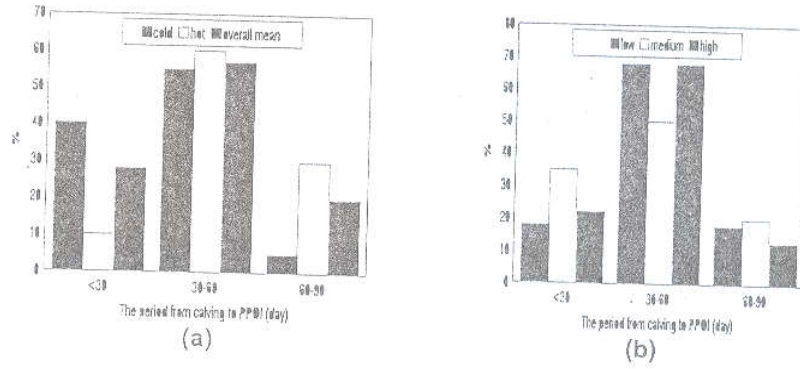 70
60
50
40
30
20
10
0
%
cold hot overall mean
<30 30-60 60-90
The period from calving to PPOI (day)
(a)
80
70
60
50
40
30
20
10
0
%
low medium high
<30 30-60 60-90
The period from calving to PPOI (day)
(b)